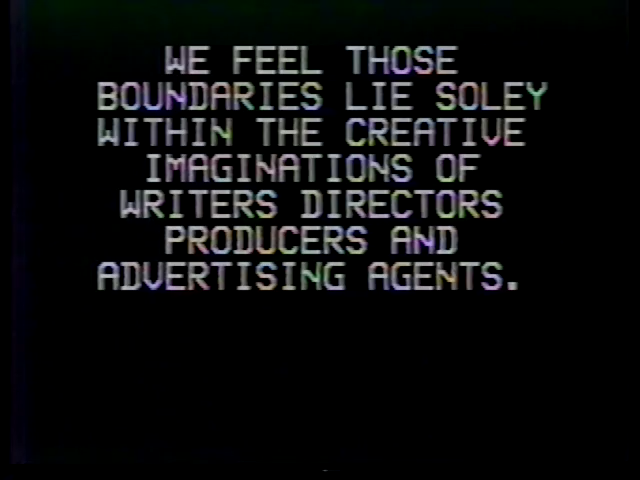 WE FEEL THOSE
BOUNDARIES LIE SOLEY
WITHIN THE CREATIVE
IMAGINATIONS OF
WRITERS DIRECTORS
PRODUCERS AND
ADVERTISING AGENTS.